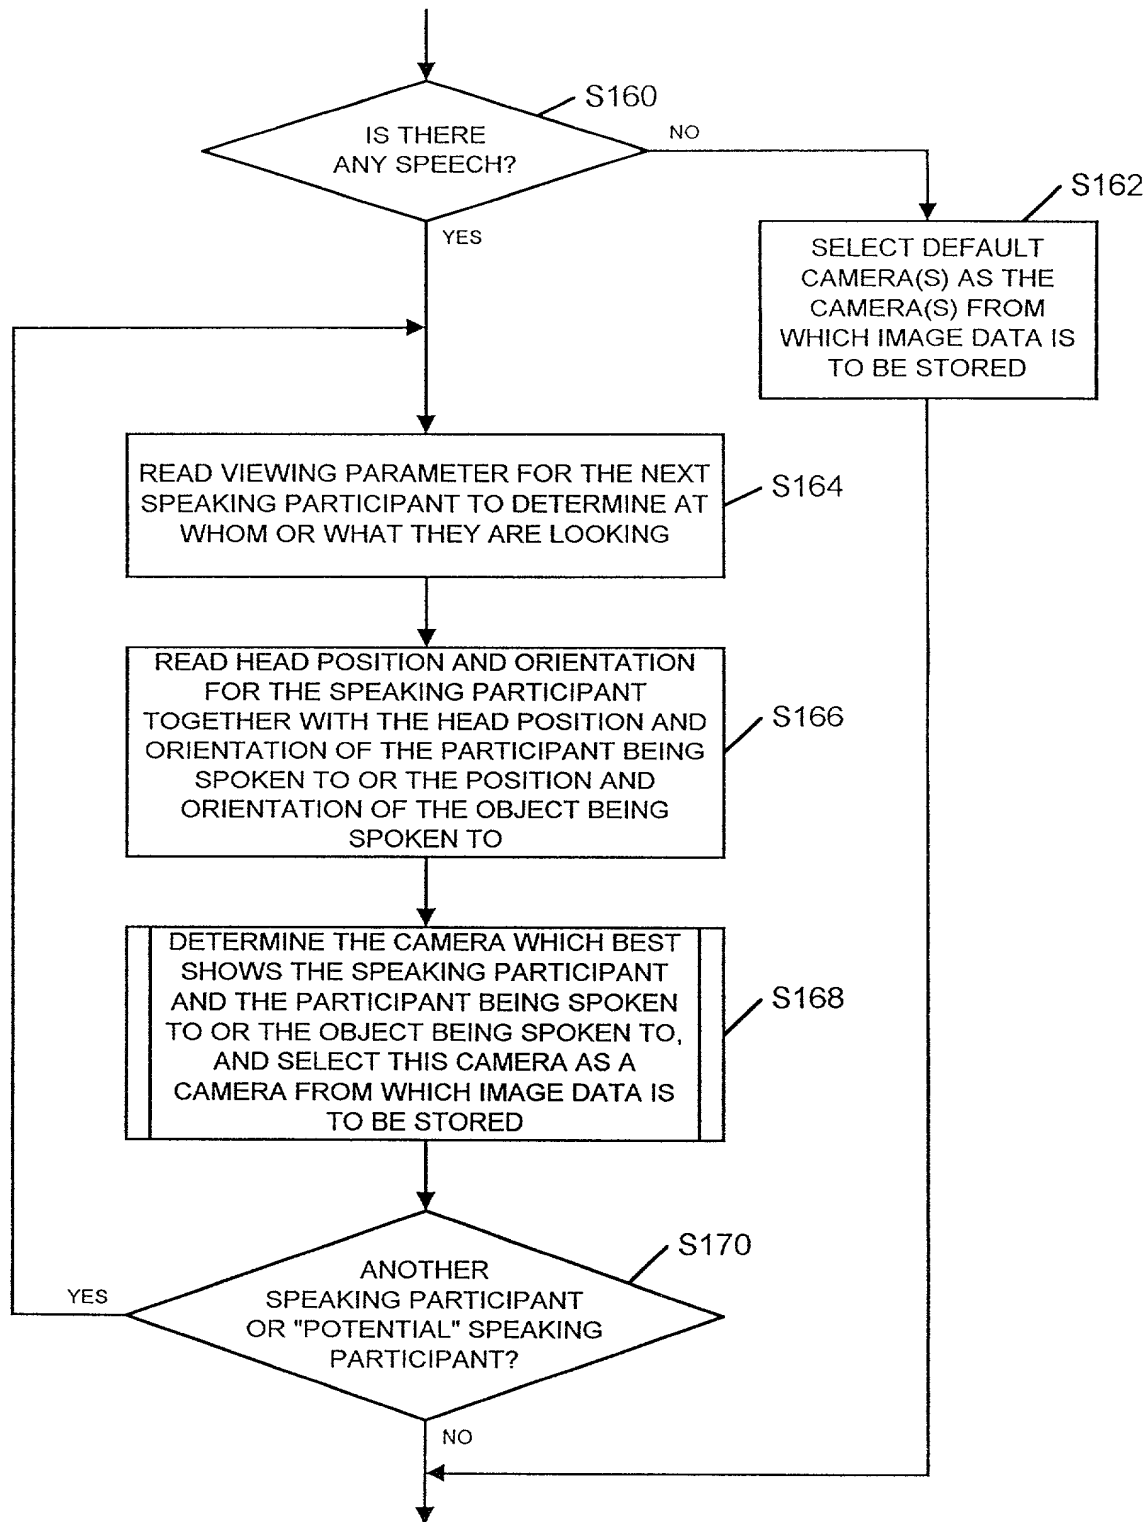 S160
IS THERE
ANY SPEECH?
NO
YES
S162
SELECT DEFAULT
CAMERA(S) AS THE
CAMERA(S) FROM
WHICH IMAGE DATA IS
TO BE STORED
READ VIEWING PARAMETER FOR THE NEXT
SPEAKING PARTICIPANT TO DETERMINE AT
WHOM OR WHAT THEY ARE LOOKING
S164
READ HEAD POSITION AND ORIENTATION
FOR THE SPEAKING PARTICIPANT
TOGETHER WITH THE HEAD POSITION AND
ORIENTATION OF THE PARTICIPANT BEING
SPOKEN TO OR THE POSITION AND
ORIENTATION OF THE OBJECT BEING
SPOKEN TO
S166
DETERMINE THE CAMERA WHICH BEST
SHOWS THE SPEAKING PARTICIPANT
AND THE PARTICIPANT BEING SPOKEN
TO OR THE OBJECT BEING SPOKEN TO,
AND SELECT THIS CAMERA AS A
CAMERA FROM WHICH IMAGE DATA IS
TO BE STORED
S168
S170
ANOTHER
SPEAKING PARTICIPANT
OR "POTENTIAL" SPEAKING
PARTICIPANT?
YES
NO